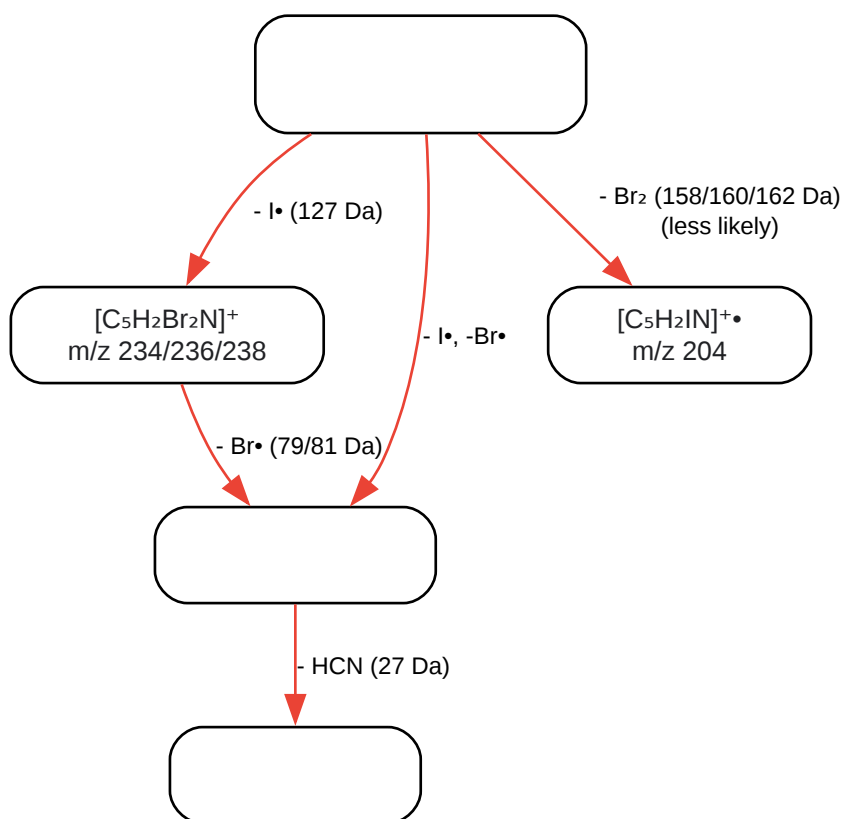 - I• (127 Da)
- Br₂ (158/160/162 Da)
(less likely)
[C₅H₂Br₂N]⁺
m/z 234/236/238
- I•, -Br•
[C₅H₂IN]⁺•
m/z 204
- Br• (79/81 Da)
- HCN (27 Da)